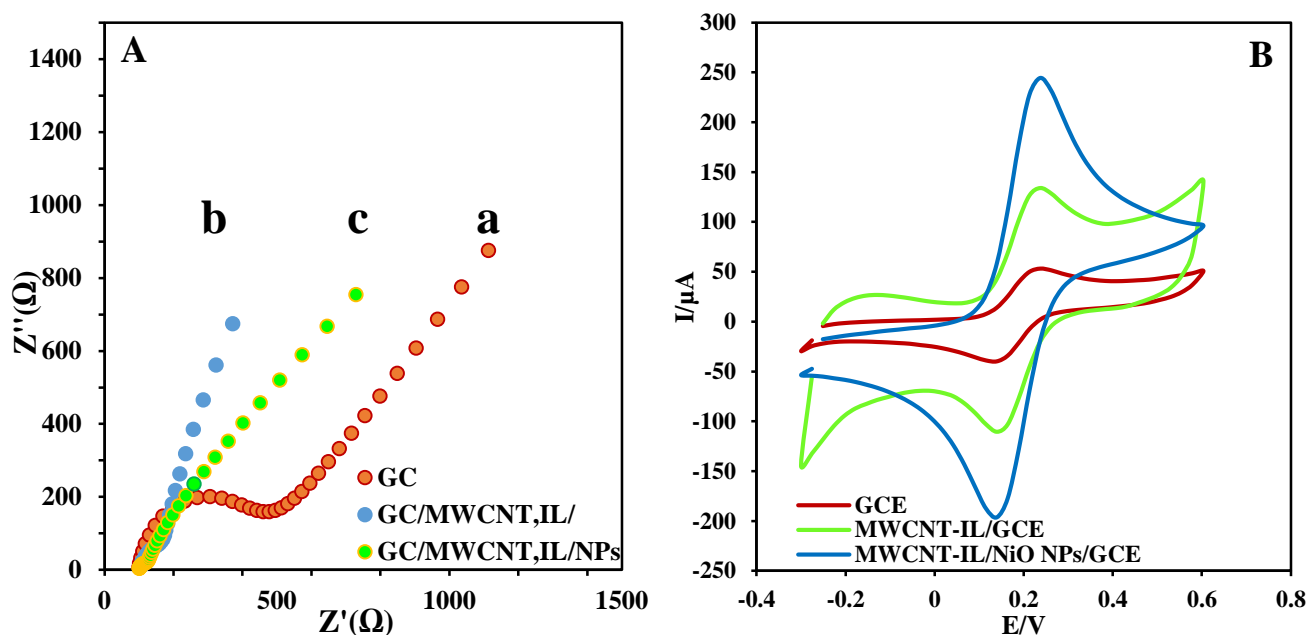 A
1400
1200
1000
800
600
400
200
0
Z''(Ω)
b
c
a
GC
GC/MWCNT,IL/
GC/MWCNT,IL/NPs
0
500
1000
1500
Z'(Ω)
B
300
250
200
150
100
50
0
-50
-100
-150
-200
-250
I/µA
GCE
MWCNT-IL/GCE
MWCNT-IL/NiO NPs/GCE
-0.4
-0.2
0
0.2
0.4
0.6
0.8
E/V